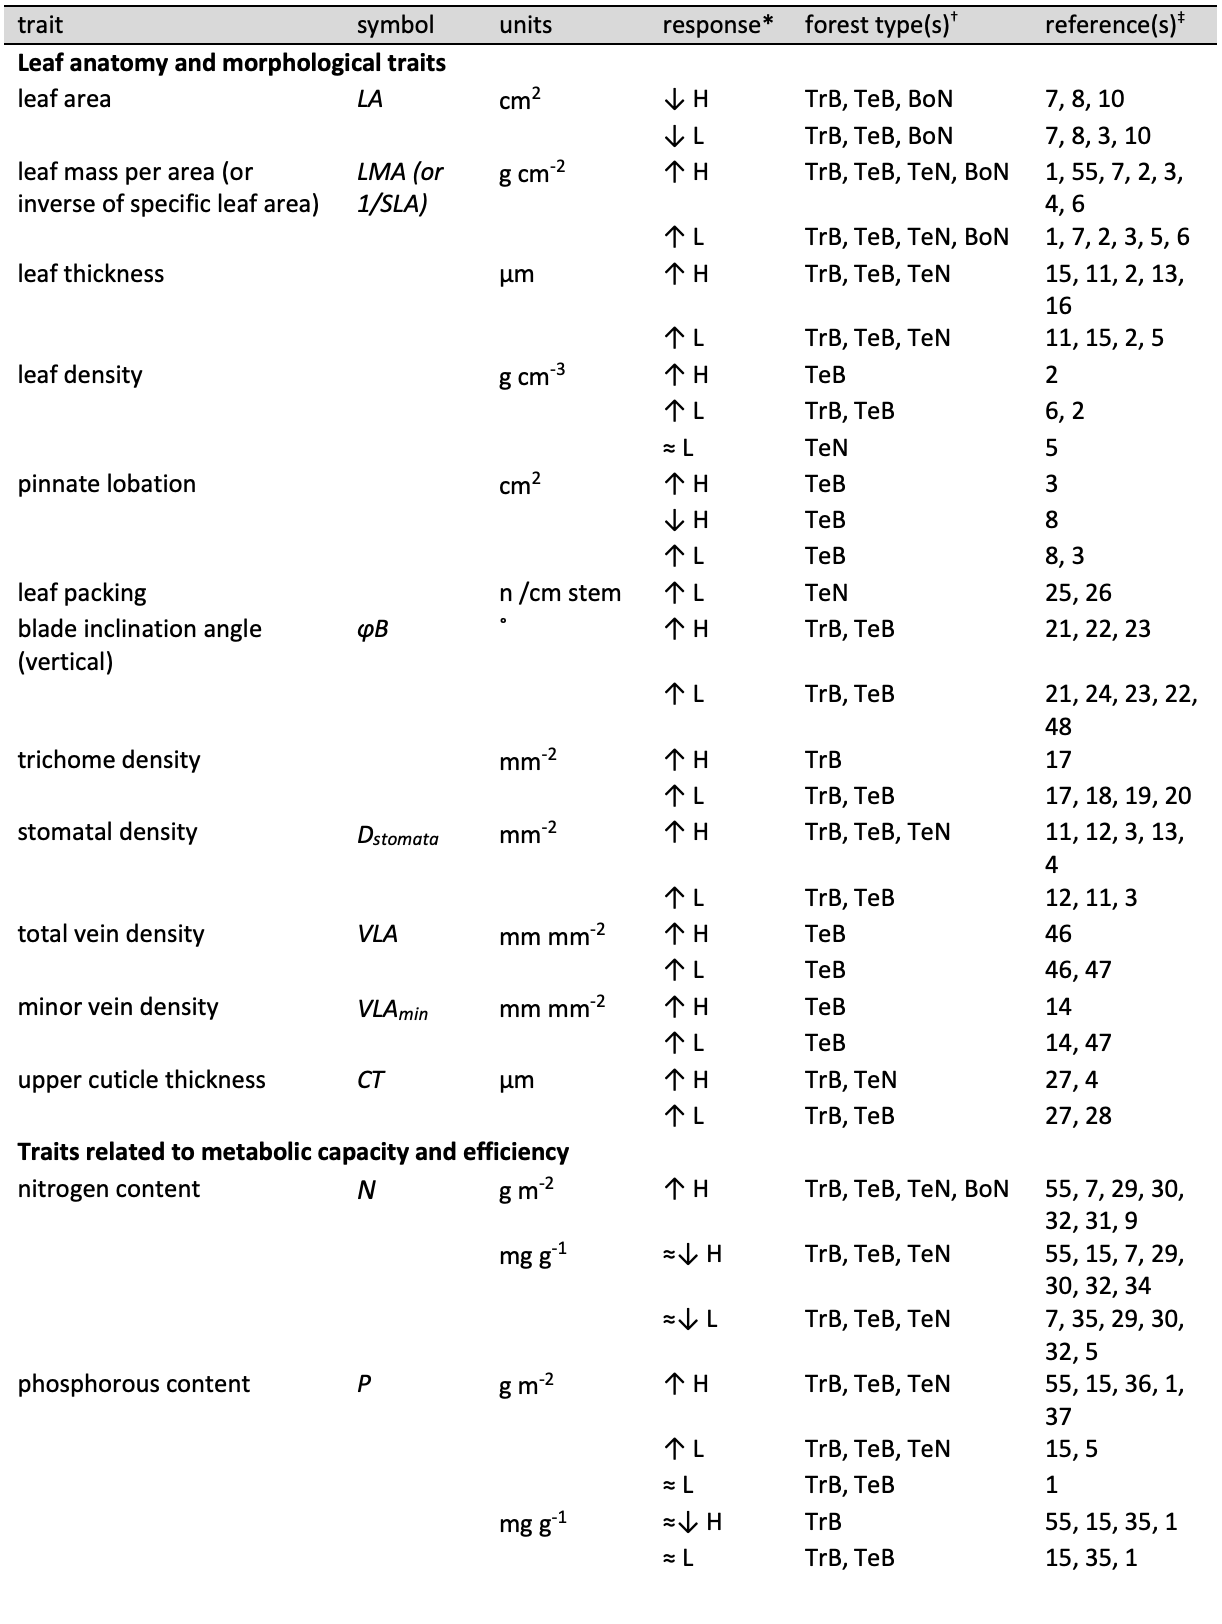 trait symbol units response* forest type(s)† reference(s)‡
Leaf anatomy and morphological traits
leaf area LA cm2 ↓ H TrB, TeB, BoN 7, 8, 10
↓ L TrB, TeB, BoN 7, 8, 3, 10
leaf mass per area (or LMA (or g cm-2 ↑ H TrB, TeB, TeN, BoN 1, 55, 7, 2, 3,
inverse of specific leaf area) 1/SLA) 4, 6
↑ L TrB, TeB, TeN, BoN 1, 7, 2, 3, 5, 6
leaf thickness μm ↑ H TrB, TeB, TeN 15, 11, 2, 13,
16
↑ L TrB, TeB, TeN 11, 15, 2, 5
leaf density g cm-3 ↑ H TeB 2
↑ L TrB, TeB 6, 2
≈ L TeN 5
pinnate lobation cm2 ↑ H TeB 3
↓ H TeB 8
↑ L TeB 8, 3
leaf packing n /cm stem ↑ L TeN 25, 26
blade inclination angle φB ° ↑ H TrB, TeB 21, 22, 23
(vertical)
↑ L TrB, TeB 21, 24, 23, 22,
48
trichome density mm-2 ↑ H TrB 17
↑ L TrB, TeB 17, 18, 19, 20
stomatal density Dstomata mm-2 ↑ H TrB, TeB, TeN 11, 12, 3, 13,
4
↑ L TrB, TeB 12, 11, 3
total vein density VLA mm mm-2 ↑ H TeB 46
↑ L TeB 46, 47
minor vein density VLAmin mm mm-2 ↑ H TeB 14
↑ L TeB 14, 47
upper cuticle thickness CT μm ↑ H TrB, TeN 27, 4
↑ L TrB, TeB 27, 28
Traits related to metabolic capacity and efficiency
nitrogen content N g m-2 ↑ H TrB, TeB, TeN, BoN 55, 7, 29, 30,
32, 31, 9
mg g-1 ≈↓ H TrB, TeB, TeN 55, 15, 7, 29,
30, 32, 34
≈↓ L TrB, TeB, TeN 7, 35, 29, 30,
32, 5
phosphorous content P g m-2 ↑ H TrB, TeB, TeN 55, 15, 36, 1,
37
↑ L TrB, TeB, TeN 15, 5
≈ L TrB, TeB 1
mg g-1 ≈↓ H TrB 55, 15, 35, 1
≈ L TrB, TeB 15, 35, 1